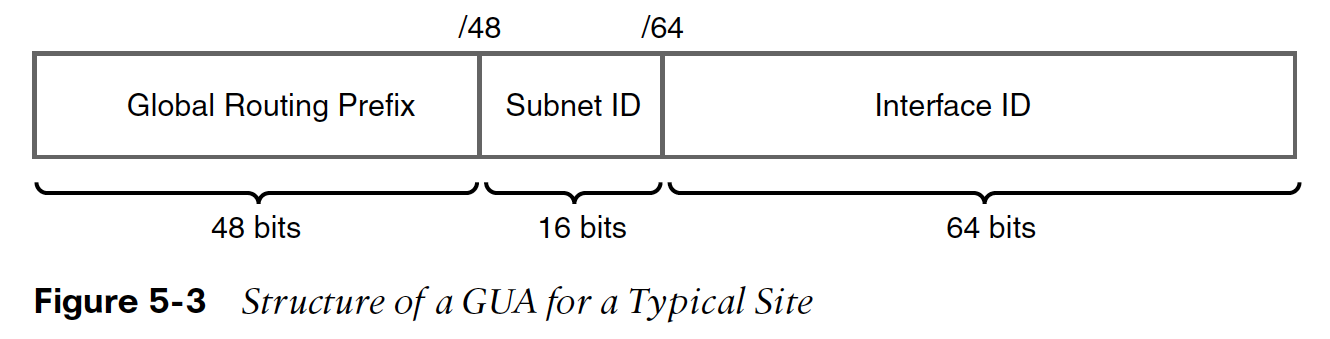 /48 /64
Global Routing Prefix Subnet ID Interface ID
48 bits 16 bits 64 bits
Figure 5-3 Structure of a GUA for a Typical Site